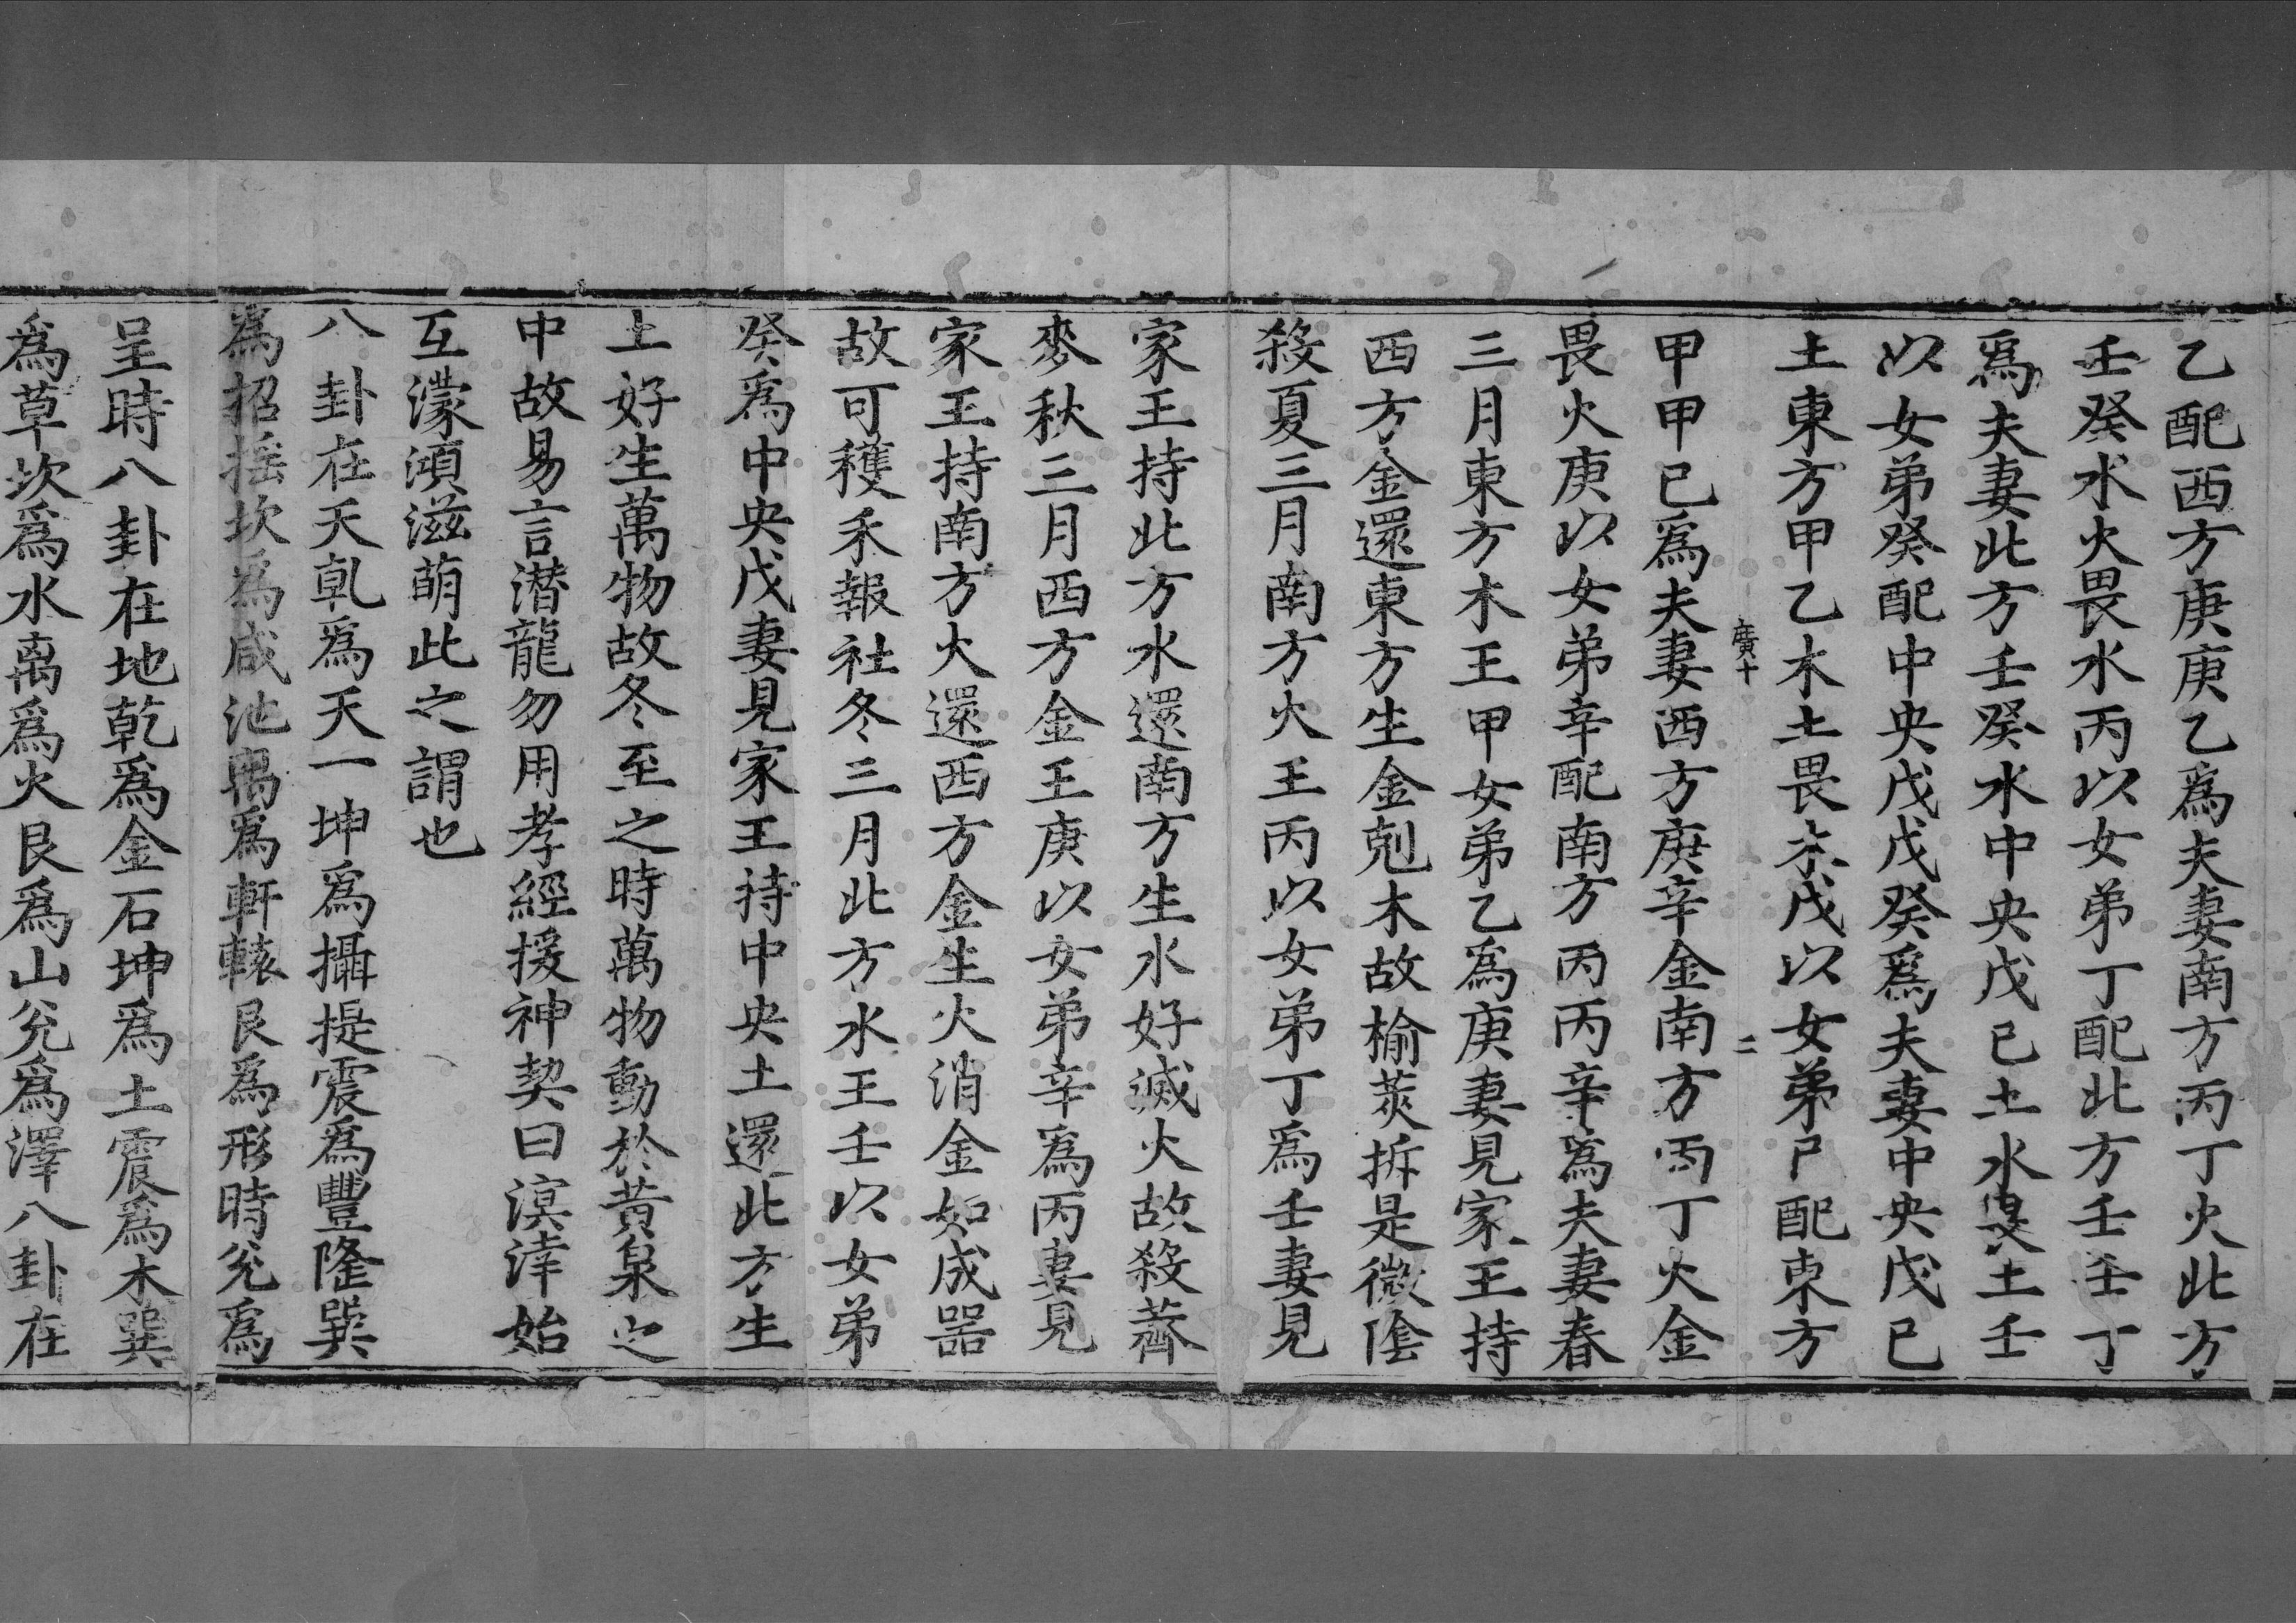 乙配西方庚庚乙爲夫妻南方丙丁火北方
壬癸水火畏水丙以女弟丁配北方壬壬丁
爲夫妻北方壬癸水中央戊己土水畏土壬
以女弟癸配中央戊戊癸爲夫妻中央戊己
土東方甲乙木土畏木戊以女弟己配東方
廣十 二
甲甲己爲夫妻西方庚辛金南方丙丁火金
畏火庚以女弟辛配南方丙丙辛爲夫妻春
三月東方木王甲女弟乙爲庚妻見家王持
西方金還東方生金剋木故榆莢拆是微陰
殺夏三月南方火王丙以女弟丁爲壬妻見
家王持北方水還南方生水好滅火故殺薺
麥秋三月西方金王庚以女弟辛爲丙妻見
家王持南方火還西方金生火消金如成器
故可穫禾報社冬三月北方水王壬以女弟
癸爲中央戊妻見家王持中央土還北方生
土好生萬物故冬至之時萬物動於黄泉之
中故易言潜龍勿用孝經援神契曰溟涬始
互濛澒滋萌此之謂也
八卦在天乹爲天一坤爲攝提震爲豐隆巽
爲招摇坎爲咸池离爲軒轅艮爲形時兊爲
呈時八卦在地乾爲金石坤爲土震爲木巽
爲草坎爲水离爲火艮爲山兊爲澤八卦在